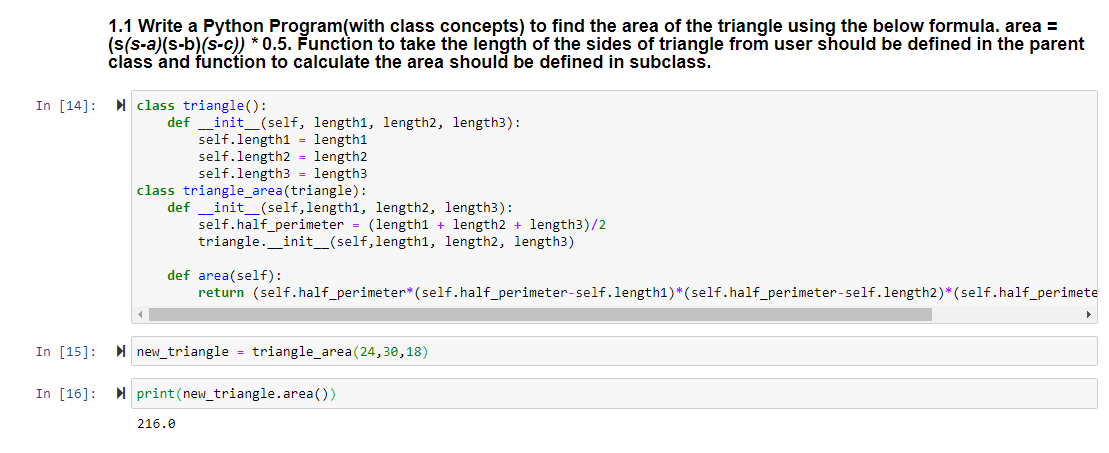 1.1 Write a Python Program(with class concepts) to find the area of the triangle using the below formula. area =
(s(s-a)(s-b)(s-c)) * 0.5. Function to take the length of the sides of triangle from user should be defined in the parent
class and function to calculate the area should be defined in subclass.
In [14]:
class triangle():
    def __init__(self, length1, length2, length3):
        self.length1 = length1
        self.length2 = length2
        self.length3 = length3
class triangle_area(triangle):
    def __init__(self,length1, length2, length3):
        self.half_perimeter = (length1 + length2 + length3)/2
        triangle.__init__(self,length1, length2, length3)
    def area(self):
        return (self.half_perimeter*(self.half_perimeter-self.length1)*(self.half_perimeter-self.length2)*(self.half_perimete
In [15]: new_triangle = triangle_area(24,30,18)
In [16]: print(new_triangle.area())
216.0